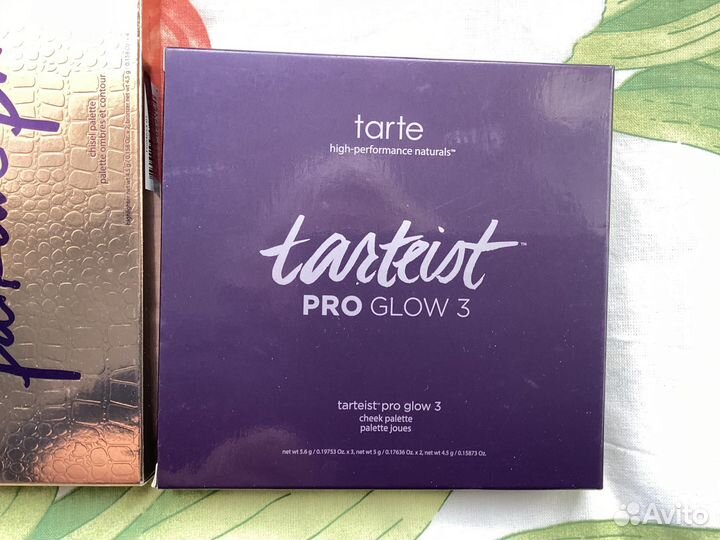 chisel palette
palette ombres et contour
tarte
high-performance naturals™
tarteist™
PRO GLOW 3
tarteist™ pro glow 3
cheek palette
palette joues
net wt 5.6 g / 0.19753 Oz. x 3, net wt 5 g / 0.17636 Oz. x 2, net wt 4.5 g / 0.15873 Oz.
Avito